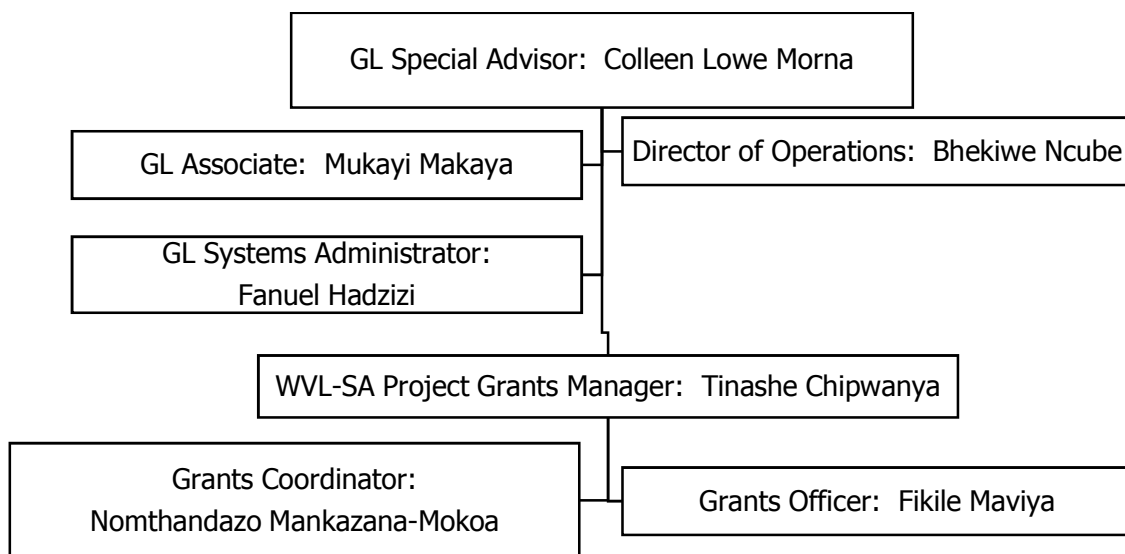 GL Special Advisor:  Colleen Lowe Morna
GL Associate:  Mukayi Makaya
Director of Operations:  Bhekiwe Ncube
GL Systems Administrator:
Fanuel Hadzizi
WVL-SA Project Grants Manager:  Tinashe Chipwanya
Grants Coordinator:
Nomthandazo Mankazana-Mokoa
Grants Officer:  Fikile Maviya